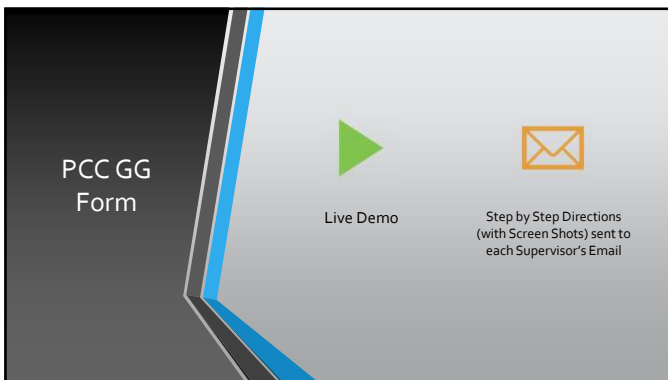 PCC GG
Form
Live Demo
Step by Step Directions
(with Screen Shots) sent to
each Supervisor's Email